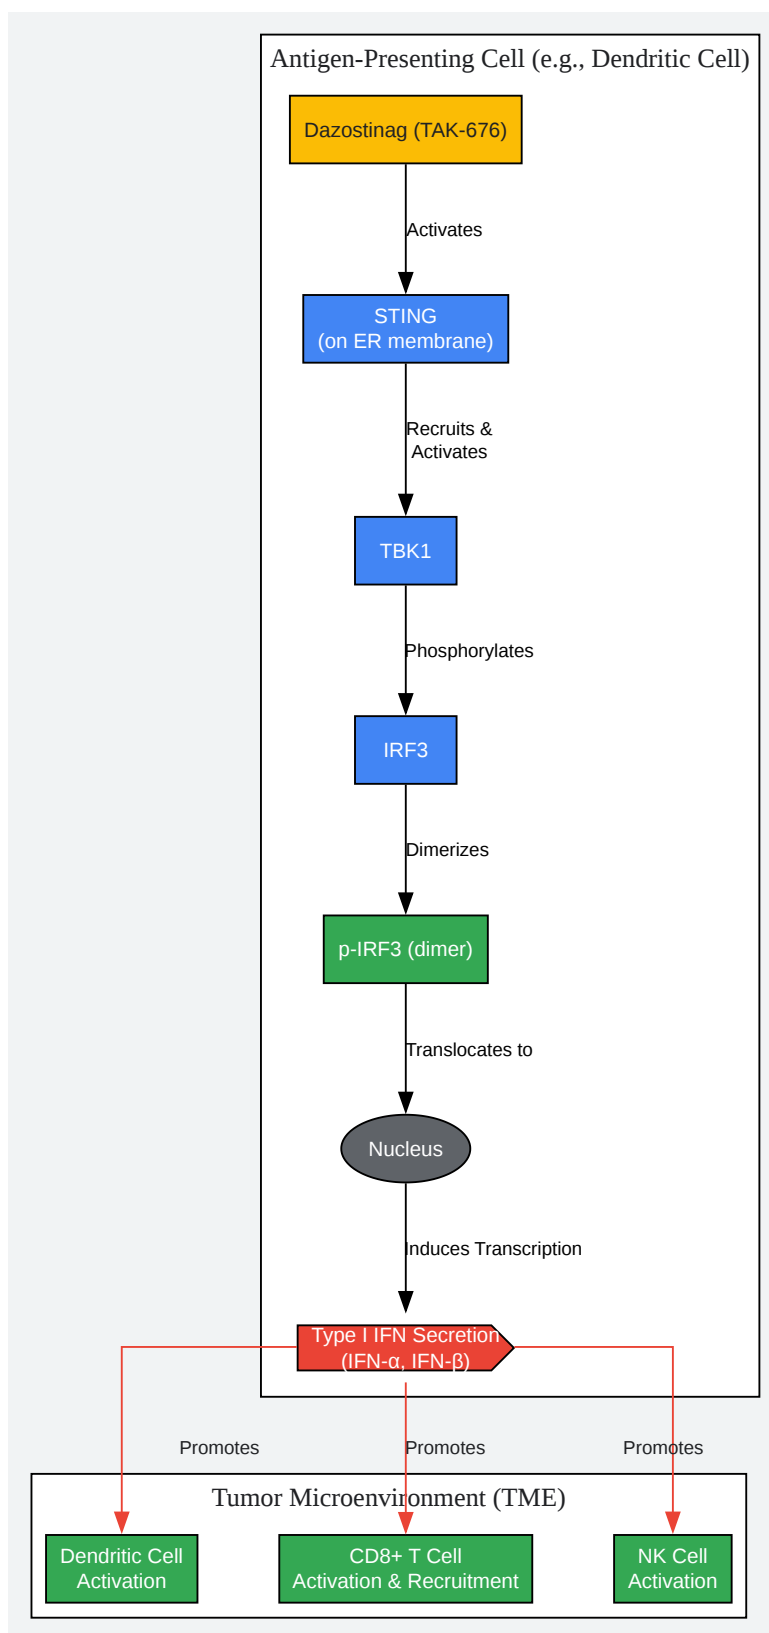 Antigen-Presenting Cell (e.g., Dendritic Cell)
Dazostinag (TAK-676)
Activates
STING
(on ER membrane)
Recruits &
Activates
TBK1
Phosphorylates
IRF3
Dimerizes
p-IRF3 (dimer)
Translocates to
Nucleus
Induces Transcription
Type I IFN Secretion
(IFN-α, IFN-β)
Promotes
Promotes
Promotes
Tumor Microenvironment (TME)
Dendritic Cell
Activation
CD8+ T Cell
Activation & Recruitment
NK Cell
Activation